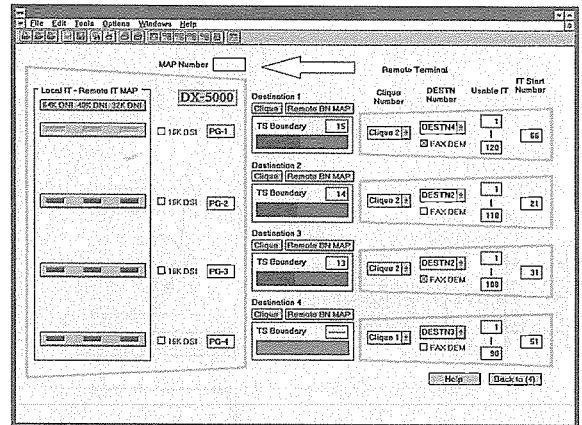 File Edit Tools Options Windows Help
MAP Number
Remote Terminal
Local IT - Remote IT MAP
64K DNI 40K DNI 32K DNI
DX-5000
Clique Number
DESTN Number
Usable IT
IT Start Number
Destination 1
Clique Remote BN MAP
16K DSI PG-1
TS Boundary 15
Clique 2
DESTN4
FAX DEM
1
120
66
Destination 2
Clique Remote BN MAP
16K DSI PG-2
TS Boundary 14
Clique 2
DESTN2
FAX DEM
1
110
21
Destination 3
Clique Remote BN MAP
16K DSI PG-3
TS Boundary 13
Clique 2
DESTN2
FAX DEM
1
100
31
Destination 4
Clique Remote BN MAP
16K DSI PG-4
TS Boundary
Clique 1
DESTN3
FAX DEM
1
90
51
Help Back to (f)